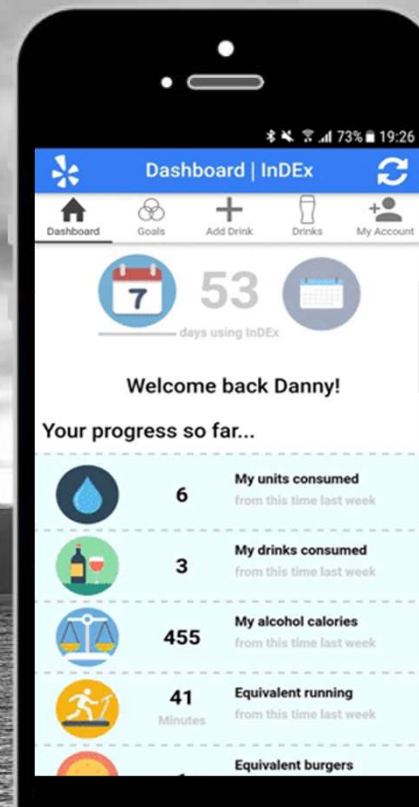 73% 19:26
Dashboard | InDEx
Dashboard Goals Add Drink Drinks My Account
7
53
days using InDEx
Welcome back Danny!
Your progress so far...
6
My units consumed
from this time last week
3
My drinks consumed
from this time last week
455
My alcohol calories
from this time last week
41
Minutes
Equivalent running
from this time last week
Equivalent burgers